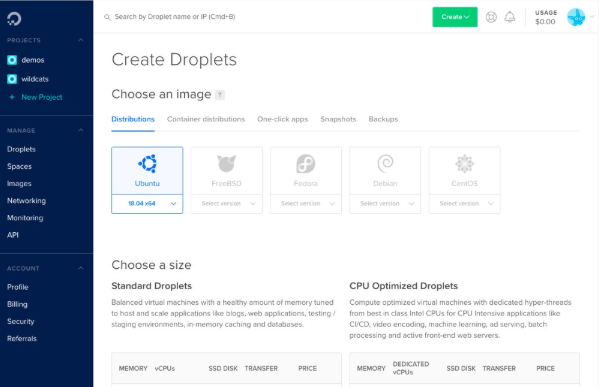 Search by Droplet name or IP (Cmd+B)
Create
USAGE
$0.00
PROJECTS
demos
wildcats
+ New Project
MANAGE
Droplets
Spaces
Images
Networking
Monitoring
API
ACCOUNT
Profile
Billing
Security
Referrals
Create Droplets
Choose an image ?
Distributions Container distributions One-click apps Snapshots Backups
Ubuntu FreeBSD Fedora Debian CentOS
18.04 x64 Select version Select version Select version Select version
Choose a size
Standard Droplets
Balanced virtual machines with a healthy amount of memory tuned
to host and scale applications like blogs, web applications, testing /
staging environments, in-memory caching and databases.
MEMORY vCPUs SSD DISK TRANSFER PRICE
CPU Optimized Droplets
Compute optimized virtual machines with dedicated hyper-threads
from best in class Intel CPUs for CPU Intensive applications like
CI/CD, video encoding, machine learning, ad serving, batch
processing and active front-end web servers.
MEMORY DEDICATED vCPUs SSD DISK TRANSFER PRICE